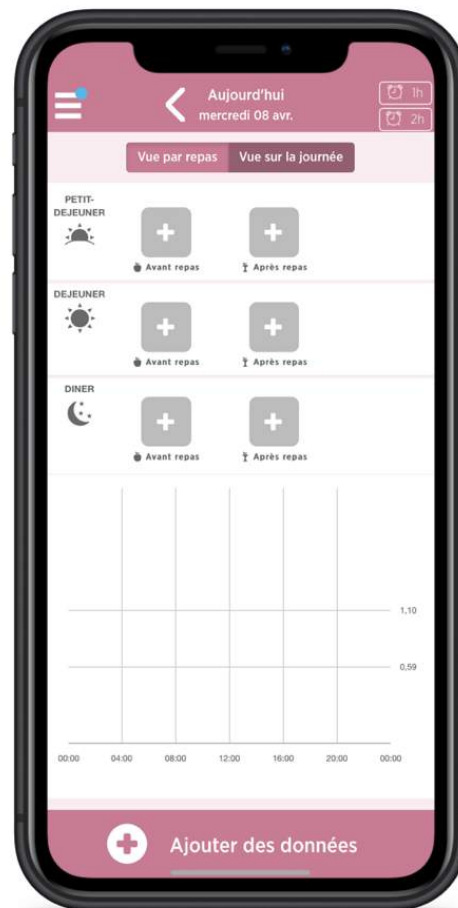 Aujourd'hui
mercredi 08 avr.
1h
2h
Vue par repas
Vue sur la journée
PETIT-
DEJEUNER
Avant repas
Après repas
DEJEUNER
Avant repas
Après repas
DINER
Avant repas
Après repas
1,10
0,59
00:00 04:00 08:00 12:00 16:00 20:00 00:00
Ajouter des données